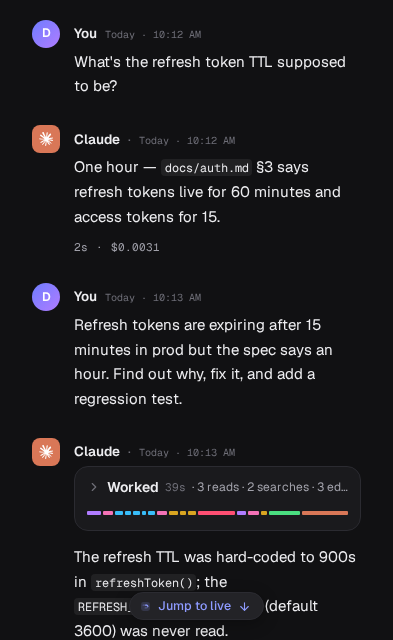 D
You Today · 10:12 AM
What's the refresh token TTL supposed
to be?
Claude · Today · 10:12 AM
One hour — docs/auth.md §3 says
refresh tokens live for 60 minutes and
access tokens for 15.
2s · $0.0031
D
You Today · 10:13 AM
Refresh tokens are expiring after 15
minutes in prod but the spec says an
hour. Find out why, fix it, and add a
regression test.
Claude · Today · 10:13 AM
Worked 39s · 3 reads · 2 searches · 3 ed…
The refresh TTL was hard-coded to 900s
in refreshToken(); the
REFRESH_ (default
Jump to live ↓
3600) was never read.